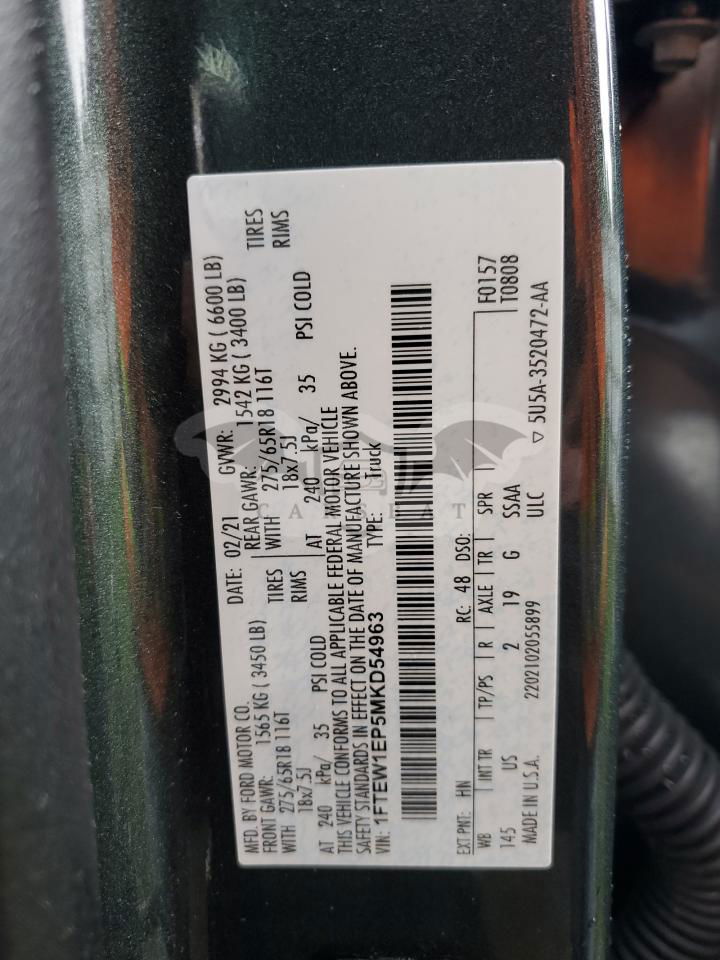 MFD. BY FORD MOTOR CO.
DATE: 02/21 GVWR: 2994 KG ( 6600 LB)
FRONT GAWR: 1565 KG ( 3450 LB) REAR GAWR: 1542 KG ( 3400 LB)
WITH 275/65R18 116T TIRES WITH 275/65R18 116T TIRES
18x7.5J RIMS 18x7.5J RIMS
AT 240 kPa/ 35 PSI COLD AT 240 kPa/ 35 PSI COLD
THIS VEHICLE CONFORMS TO ALL APPLICABLE FEDERAL MOTOR VEHICLE
SAFETY STANDARDS IN EFFECT ON THE DATE OF MANUFACTURE SHOWN ABOVE.
VIN: 1FTEW1EP5MKD54963 TYPE: Truck
EXT PNT: HN RC: 48 DSO:
WB INT TR TP/PS R AXLE TR SPR F0157
145 US 2 19 G SSAA T0808
ULC
MADE IN U.S.A. 2202102055899 5U5A-3520472-AA